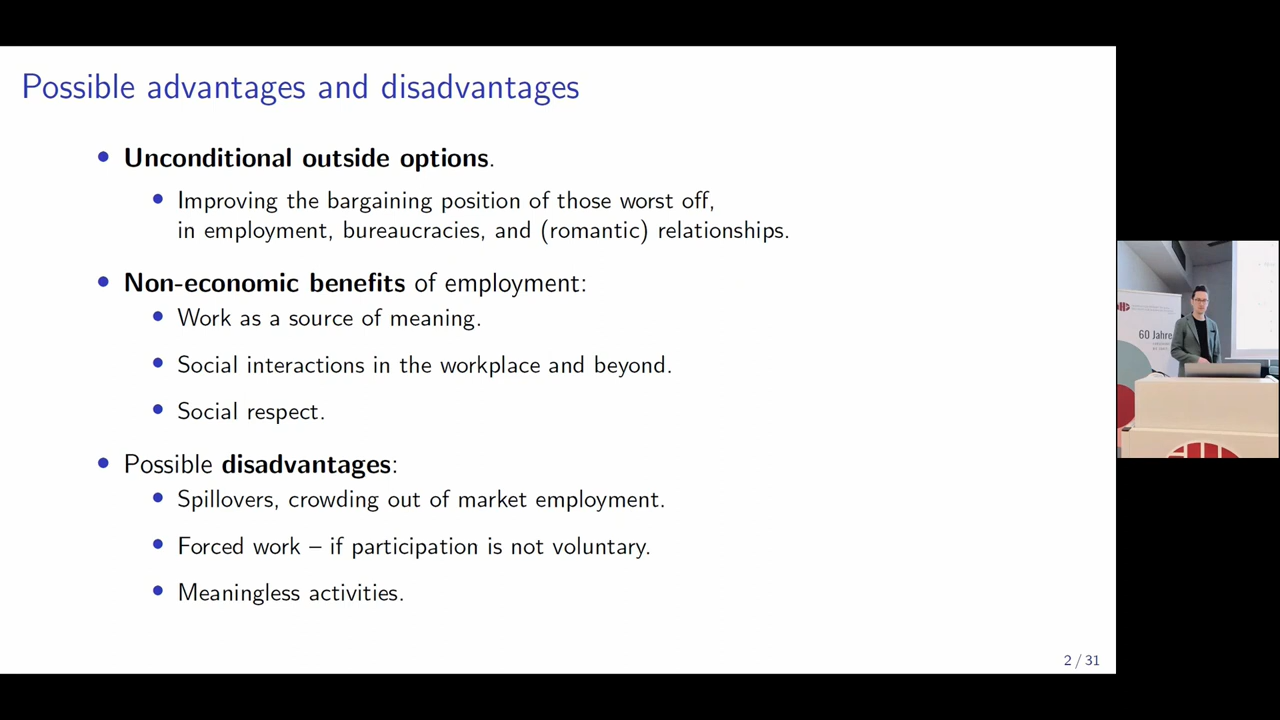 Possible advantages and disadvantages
• Unconditional outside options.
• Improving the bargaining position of those worst off,
in employment, bureaucracies, and (romantic) relationships.
• Non-economic benefits of employment:
• Work as a source of meaning.
• Social interactions in the workplace and beyond.
• Social respect.
• Possible disadvantages:
• Spillovers, crowding out of market employment.
• Forced work – if participation is not voluntary.
• Meaningless activities.
2 / 31
60 Jahre